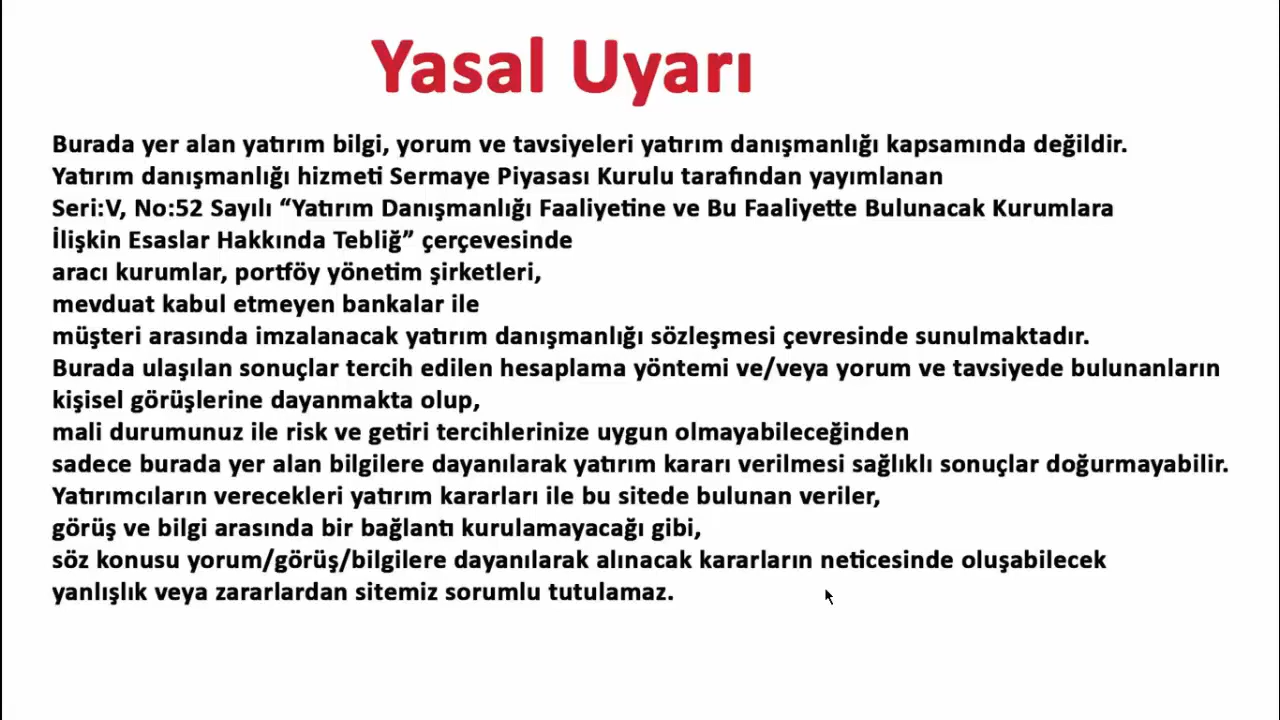 Yasal Uyarı
Burada yer alan yatırım bilgi, yorum ve tavsiyeleri yatırım danışmanlığı kapsamında değildir.
Yatırım danışmanlığı hizmeti Sermaye Piyasası Kurulu tarafından yayımlanan
Seri:V, No:52 Sayılı “Yatırım Danışmanlığı Faaliyetine ve Bu Faaliyette Bulunacak Kurumlara
İlişkin Esaslar Hakkında Tebliğ” çerçevesinde
aracı kurumlar, portföy yönetim şirketleri,
mevduat kabul etmeyen bankalar ile
müşteri arasında imzalanacak yatırım danışmanlığı sözleşmesi çevresinde sunulmaktadır.
Burada ulaşılan sonuçlar tercih edilen hesaplama yöntemi ve/veya yorum ve tavsiyede bulunanların
kişisel görüşlerine dayanmakta olup,
mali durumunuz ile risk ve getiri tercihlerinize uygun olmayabileceğinden
sadece burada yer alan bilgilere dayanılarak yatırım kararı verilmesi sağlıklı sonuçlar doğurmayabilir.
Yatırımcıların verecekleri yatırım kararları ile bu sitede bulunan veriler,
görüş ve bilgi arasında bir bağlantı kurulamayacağı gibi,
söz konusu yorum/görüş/bilgilere dayanılarak alınacak kararların neticesinde oluşabilecek
yanlışlık veya zararlardan sitemiz sorumlu tutulamaz.